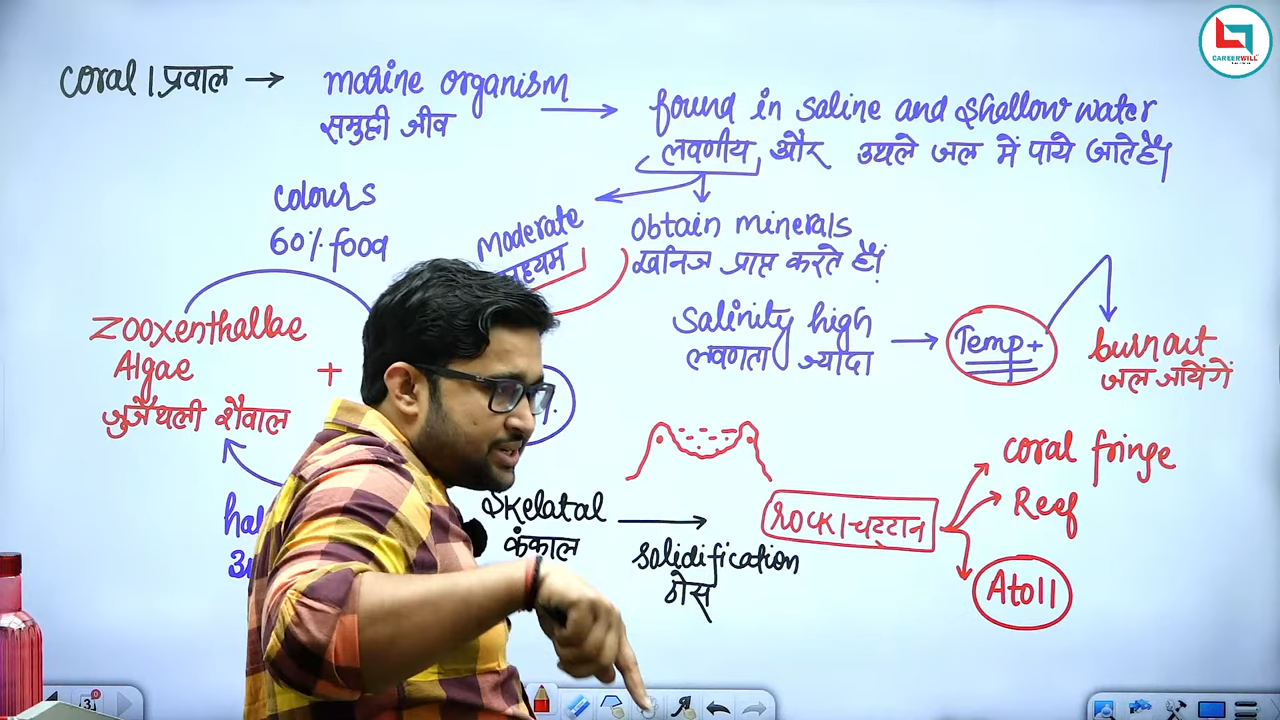 Coral । प्रवाल →
marine organism
समुद्री जीव
→ found in saline and shallow water
लवणीय और उथले जल में पाये जाते हैं।
colours
60% food
Moderate
मध्यम
obtain minerals
खनिज प्राप्त करते हैं।
Zooxenthallae
Algae
जुजैंथली शैवाल
+
%.
salinity high
लवणता ज्यादा
→ Temp+
burnout
जल जायेंगें
Skelatal
कंकाल
→
Solidification
ठोस
ROCK।चट्टान
coral fringe
Reef
Atoll
CAREERWILL